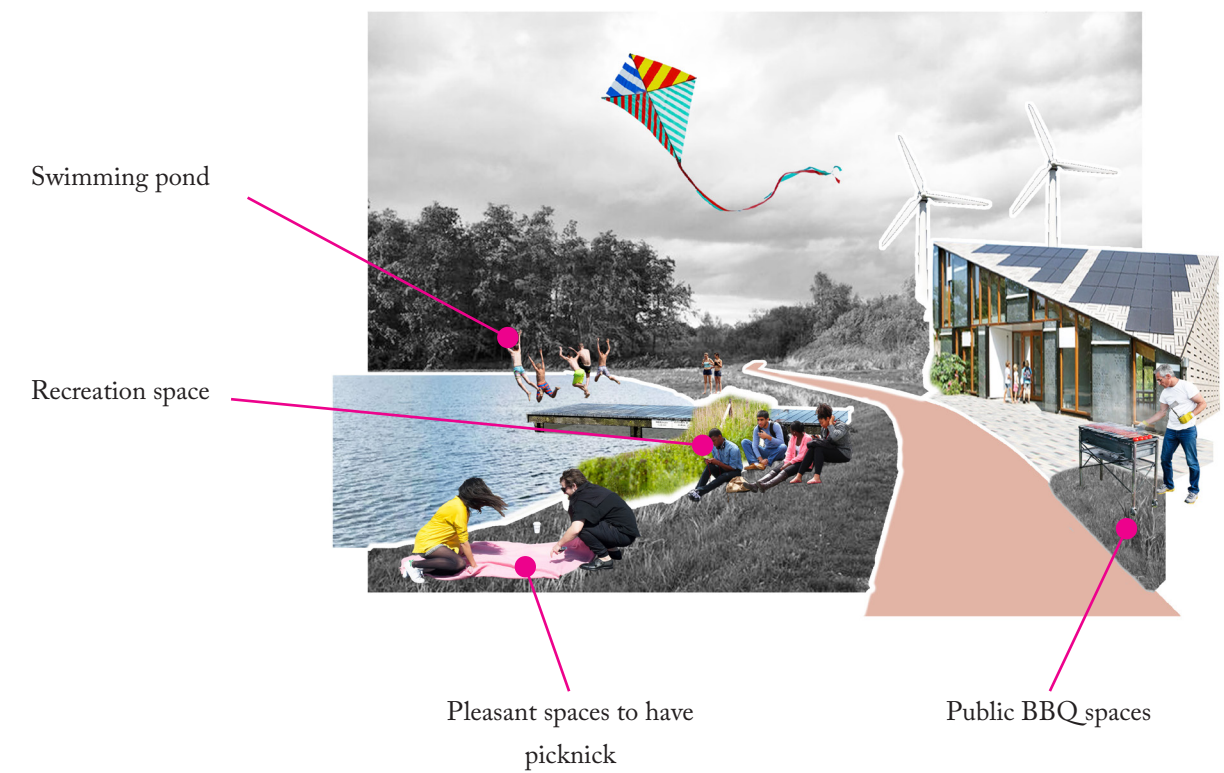 Swimming pond
Recreation space
Pleasant spaces to have
picknick
Public BBQ spaces